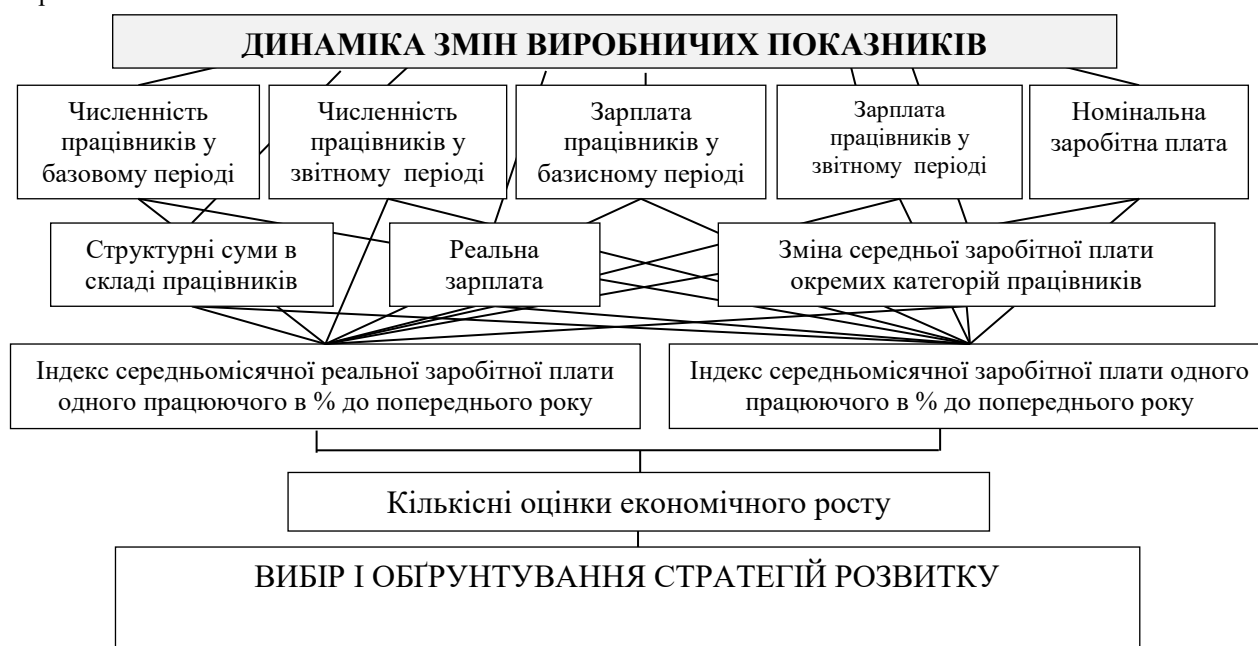 ДИНАМІКА ЗМІН ВИРОБНИЧИХ ПОКАЗНИКІВ
Численність
працівників у
базовому періоді
Численність
працівників у
звітному періоді
Зарплата
працівників у
базисному періоді
Зарплата
працівників у
звітному періоді
Номінальна
заробітна плата
Структурні суми в
складі працівників
Реальна
зарплата
Зміна середньої заробітної плати
окремих категорій працівників
Індекс середньомісячної реальної заробітної плати
одного працюючого в % до попереднього року
Індекс середньомісячної заробітної плати одного
працюючого в % до попереднього року
Кількісні оцінки економічного росту
ВИБІР І ОБҐРУНТУВАННЯ СТРАТЕГІЙ РОЗВИТКУ